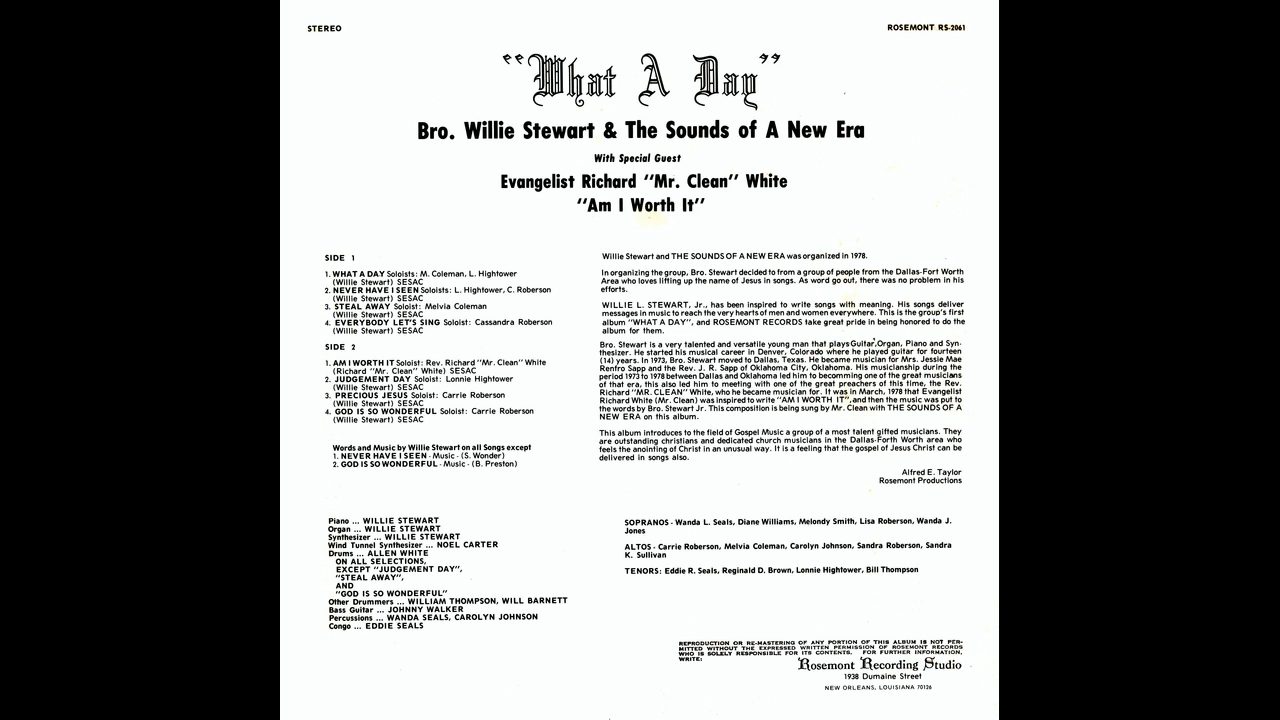 STEREO
ROSEMONT RS-2061
"What A Day"
Bro. Willie Stewart & The Sounds of A New Era
With Special Guest
Evangelist Richard "Mr. Clean" White
"Am I Worth It"
SIDE 1
1. WHAT A DAY Soloists: M. Coleman, L. Hightower
(Willie Stewart) SESAC
2. NEVER HAVE I SEEN Soloists: L. Hightower, C. Roberson
(Willie Stewart) SESAC
3. STEAL AWAY Soloist: Melvia Coleman
(Willie Stewart) SESAC
4. EVERYBODY LET'S SING Soloist: Cassandra Roberson
(Willie Stewart) SESAC
SIDE 2
1. AM I WORTH IT Soloist: Rev. Richard "Mr. Clean" White
(Richard "Mr. Clean" White) SESAC
2. JUDGEMENT DAY Soloist: Lonnie Hightower
(Willie Stewart) SESAC
3. PRECIOUS JESUS Soloist: Carrie Roberson
(Willie Stewart) SESAC
4. GOD IS SO WONDERFUL Soloist: Carrie Roberson
(Willie Stewart) SESAC
Words and Music by Willie Stewart on all Songs except
1. NEVER HAVE I SEEN - Music - (S. Wonder)
2. GOD IS SO WONDERFUL - Music - (B. Preston)
Willie Stewart and THE SOUNDS OF A NEW ERA was organized in 1978.
In organizing the group, Bro. Stewart decided to from a group of people from the Dallas-Fort Worth
Area who loves lifting up the name of Jesus in songs. As word go out, there was no problem in his
efforts.
WILLIE L. STEWART, Jr., has been inspired to write songs with meaning. His songs deliver
messages in music to reach the very hearts of men and women everywhere. This is the group's first
album "WHAT A DAY", and ROSEMONT RECORDS take great pride in being honored to do the
album for them.
Bro. Stewart is a very talented and versatile young man that plays Guitar, Organ, Piano and Syn-
thesizer. He started his musical career in Denver, Colorado where he played guitar for fourteen
(14) years. In 1973, Bro. Stewart moved to Dallas, Texas. He became musician for Mrs. Jessie Mae
Renfro Sapp and the Rev. J. R. Sapp of Oklahoma City, Oklahoma. His musicianship during the
period 1973 to 1978 between Dallas and Oklahoma led him to becomming one of the great musicians
of that era, this also led him to meeting with one of the great preachers of this time, the Rev.
Richard "MR. CLEAN" White, who he became musician for. It was in March, 1978 that Evangelist
Richard White (Mr. Clean) was inspired to write "AM I WORTH IT", and then the music was put to
the words by Bro. Stewart Jr. This composition is being sung by Mr. Clean with THE SOUNDS OF A
NEW ERA on this album.
This album introduces to the field of Gospel Music a group of a most talent gifted musicians. They
are outstanding christians and dedicated church musicians in the Dallas-Forth Worth area who
feels the anointing of Christ in an unusual way. It is a feeling that the gospel of Jesus Christ can be
delivered in songs also.
Alfred E. Taylor
Rosemont Productions
Piano ... WILLIE STEWART
Organ ... WILLIE STEWART
Synthesizer ... WILLIE STEWART
Wind Tunnel Synthesizer ... NOEL CARTER
Drums ... ALLEN WHITE
ON ALL SELECTIONS,
EXCEPT "JUDGEMENT DAY",
"STEAL AWAY",
AND
"GOD IS SO WONDERFUL"
Other Drummers ... WILLIAM THOMPSON, WILL BARNETT
Bass Guitar ... JOHNNY WALKER
Percussions ... WANDA SEALS, CAROLYN JOHNSON
Congo ... EDDIE SEALS
SOPRANOS - Wanda L. Seals, Diane Williams, Melondy Smith, Lisa Roberson, Wanda J.
Jones
ALTOS - Carrie Roberson, Melvia Coleman, Carolyn Johnson, Sandra Roberson, Sandra
K. Sullivan
TENORS: Eddie R. Seals, Reginald D. Brown, Lonnie Hightower, Bill Thompson
REPRODUCTION OR RE-MASTERING OF ANY PORTION OF THIS ALBUM IS NOT PER-
MITTED WITHOUT THE EXPRESSED WRITTEN PERMISSION OF ROSEMONT RECORDS
WHO IS SOLELY RESPONSIBLE FOR ITS CONTENTS. FOR FURTHER INFORMATION,
WRITE:
Rosemont Recording Studio
1938 Dumaine Street
NEW ORLEANS, LOUISIANA 70126